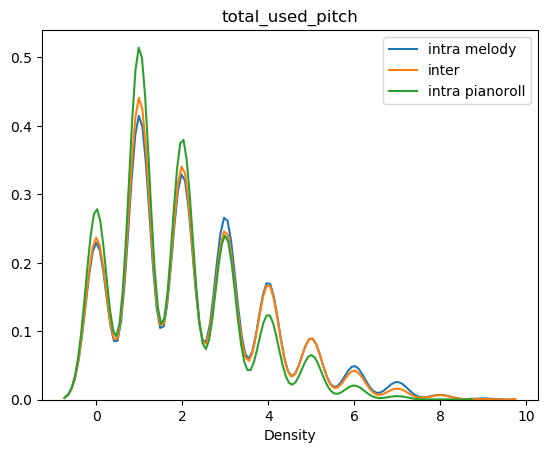 total_used_pitch
intra melody
inter
intra pianoroll
0.5
0.4
0.3
0.2
0.1
0.0
0 2 4 6 8 10
Density